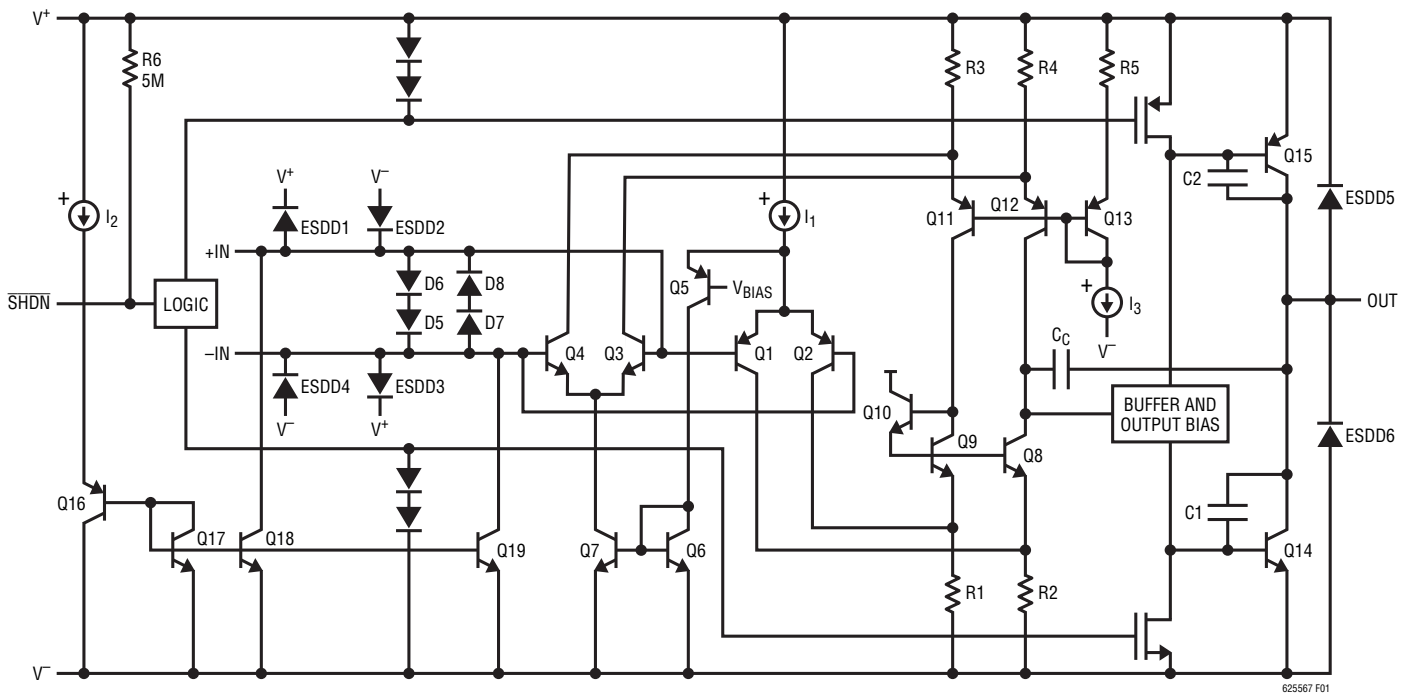 V+
R6
5M
R3
R4
R5
C2
Q15
V+
V−
+
I2
ESDD1
ESDD2
+
I1
Q11
Q12
Q13
ESDD5
+IN
D6
D8
Q5
VBIAS
SHDN
LOGIC
D5
D7
+
I3
OUT
−IN
Q4
Q3
Q1
Q2
V−
CC
ESDD4
ESDD3
V−
V+
Q10
BUFFER AND
OUTPUT BIAS
Q9
Q8
ESDD6
Q16
C1
Q17
Q18
Q19
Q7
Q6
Q14
R1
R2
V−
625567 F01